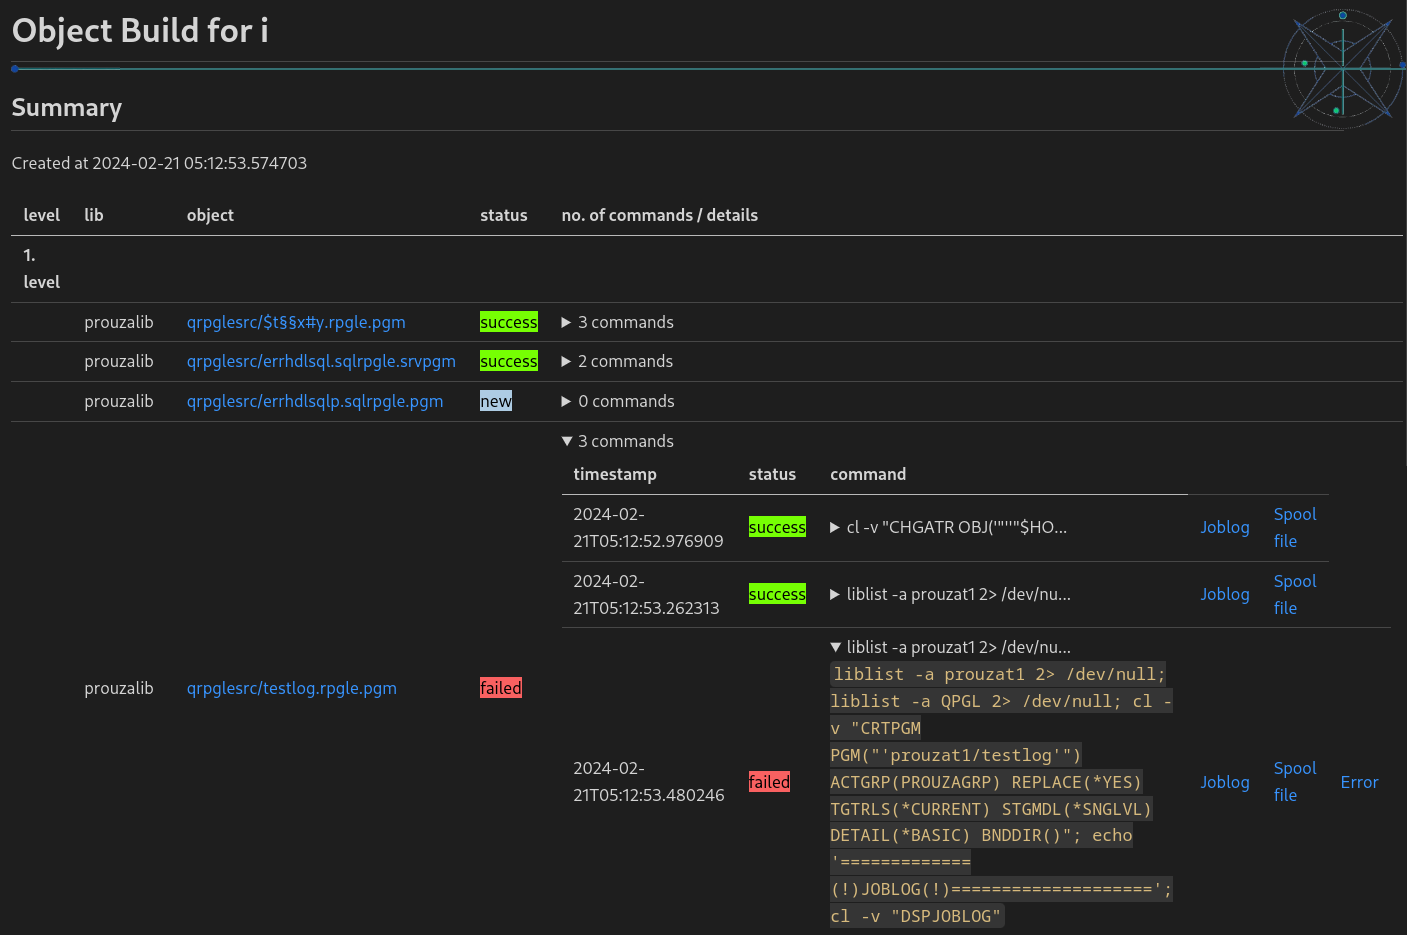 Object Build for i
Summary
Created at 2024-02-21 05:12:53.574703
level lib object status no. of commands / details
1.
level
prouzalib qrpglesrc/$t§§x#y.rpgle.pgm success ▶ 3 commands
prouzalib qrpglesrc/errhdlsql.sqlrpgle.srvpgm success ▶ 2 commands
prouzalib qrpglesrc/errhdlsqlp.sqlrpgle.pgm new ▶ 0 commands
prouzalib qrpglesrc/testlog.rpgle.pgm failed
▼ 3 commands
timestamp status command
2024-02-
21T05:12:52.976909 success ▶ cl -v "CHGATR OBJ('"'"$HO... Joblog Spool
file
2024-02-
21T05:12:53.262313 success ▶ liblist -a prouzat1 2> /dev/nu... Joblog Spool
file
2024-02-
21T05:12:53.480246 failed
▼ liblist -a prouzat1 2> /dev/nu...
liblist -a prouzat1 2> /dev/null;
liblist -a QPGL 2> /dev/null; cl -
v "CRTPGM
PGM("'prouzat1/testlog'")
ACTGRP(PROUZAGRP) REPLACE(*YES)
TGTRLS(*CURRENT) STGMDL(*SNGLVL)
DETAIL(*BASIC) BNDDIR()"; echo
'=============
(!)JOBLOG(!)====================';
cl -v "DSPJOBLOG"
Joblog Spool
file Error